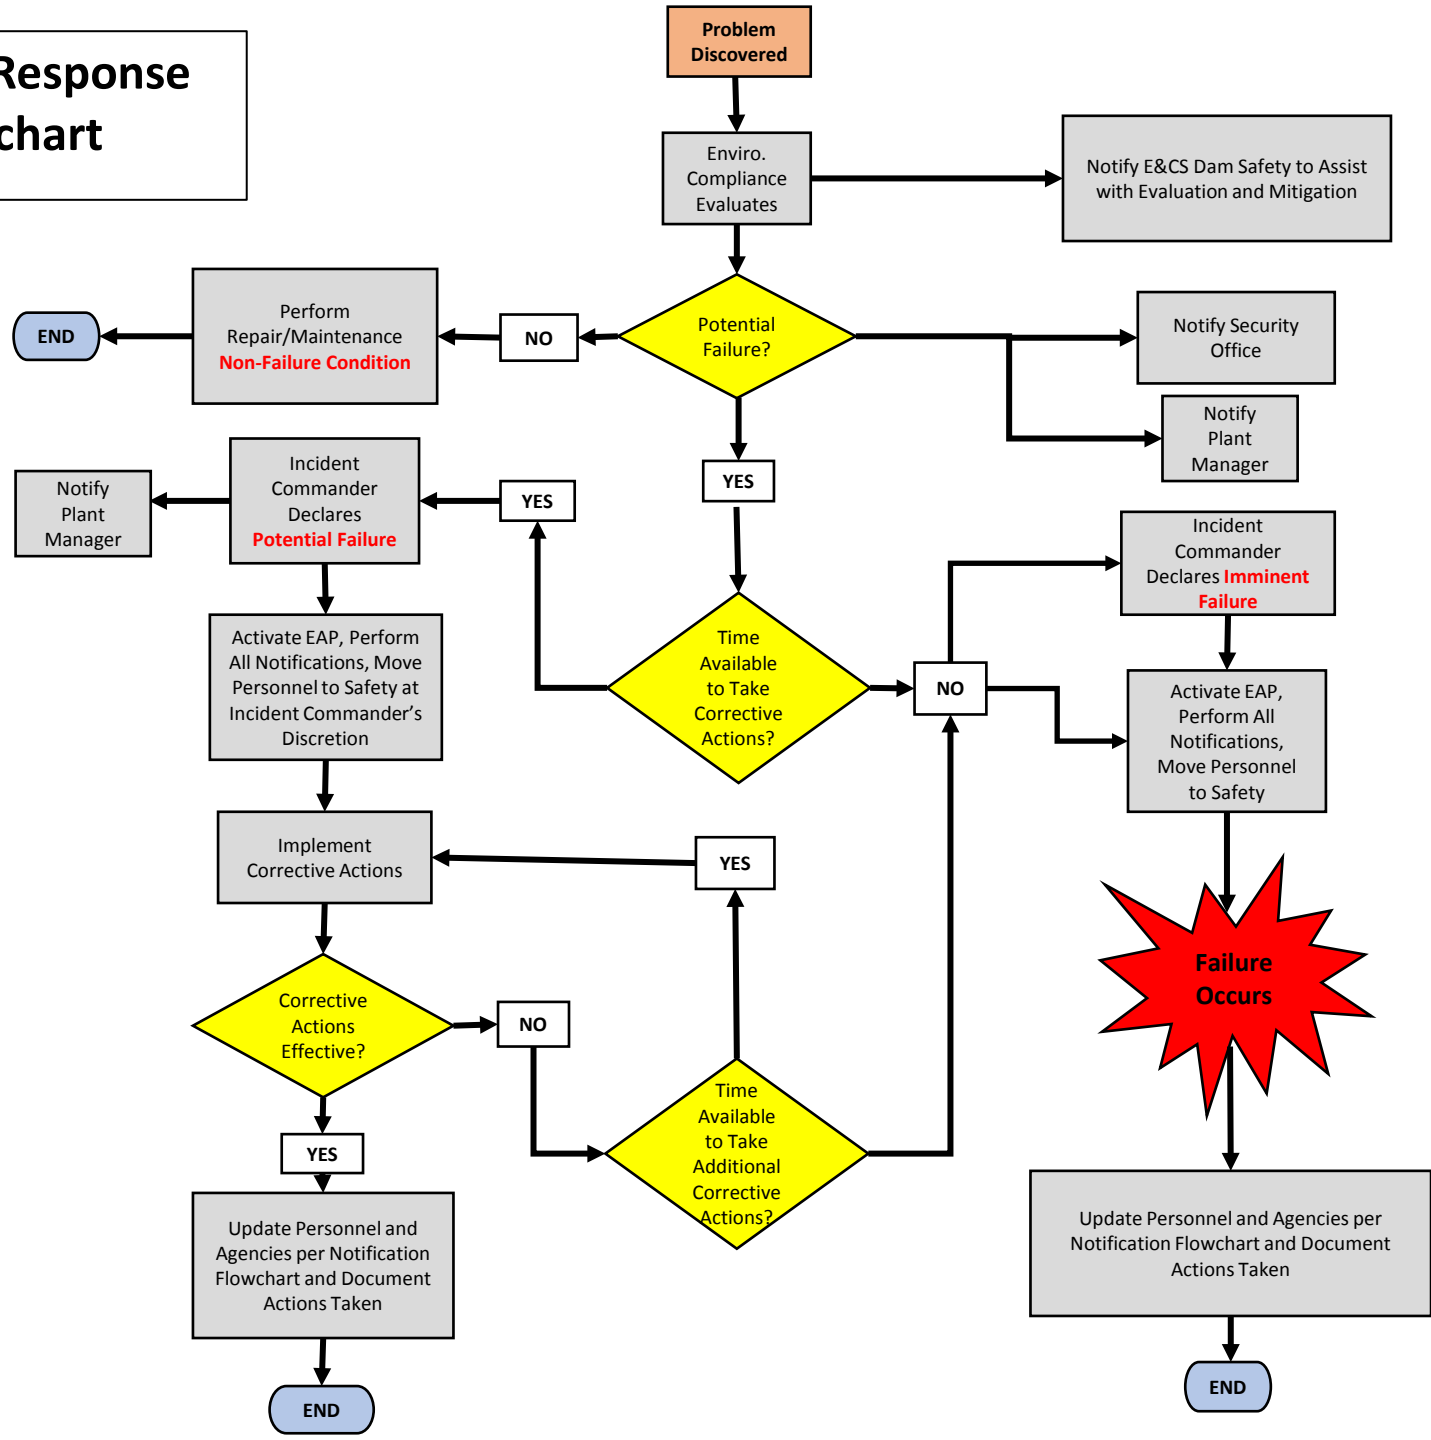 Response
chart
Problem
Discovered
Enviro.
Compliance
Evaluates
Notify E&CS Dam Safety to Assist
with Evaluation and Mitigation
Potential
Failure?
NO
Perform
Repair/Maintenance
Non-Failure Condition
END
Notify Security
Office
Notify
Plant
Manager
YES
Time
Available
to Take
Corrective
Actions?
YES
Incident
Commander
Declares
Potential Failure
Notify
Plant
Manager
NO
Incident
Commander
Declares Imminent
Failure
Activate EAP, Perform
All Notifications, Move
Personnel to Safety at
Incident Commander's
Discretion
Activate EAP,
Perform All
Notifications,
Move Personnel
to Safety
Implement
Corrective Actions
YES
Corrective
Actions
Effective?
NO
Time
Available
to Take
Additional
Corrective
Actions?
Failure
Occurs
YES
Update Personnel and
Agencies per Notification
Flowchart and Document
Actions Taken
END
Update Personnel and Agencies per
Notification Flowchart and Document
Actions Taken
END